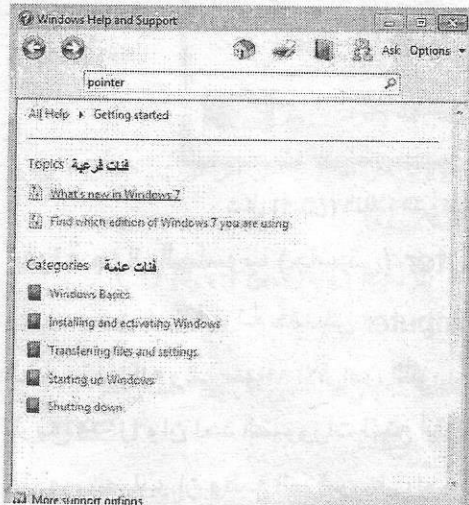 Windows Help and Support
Ask Options
pointer
All Help ▸ Getting started
Topics فئات فرعية
What's new in Windows 7
Find which edition of Windows 7 you are using
Categories فئات عامة
Windows Basics
Installing and activating Windows
Transferring files and settings
Starting up Windows
Shutting down
More support options